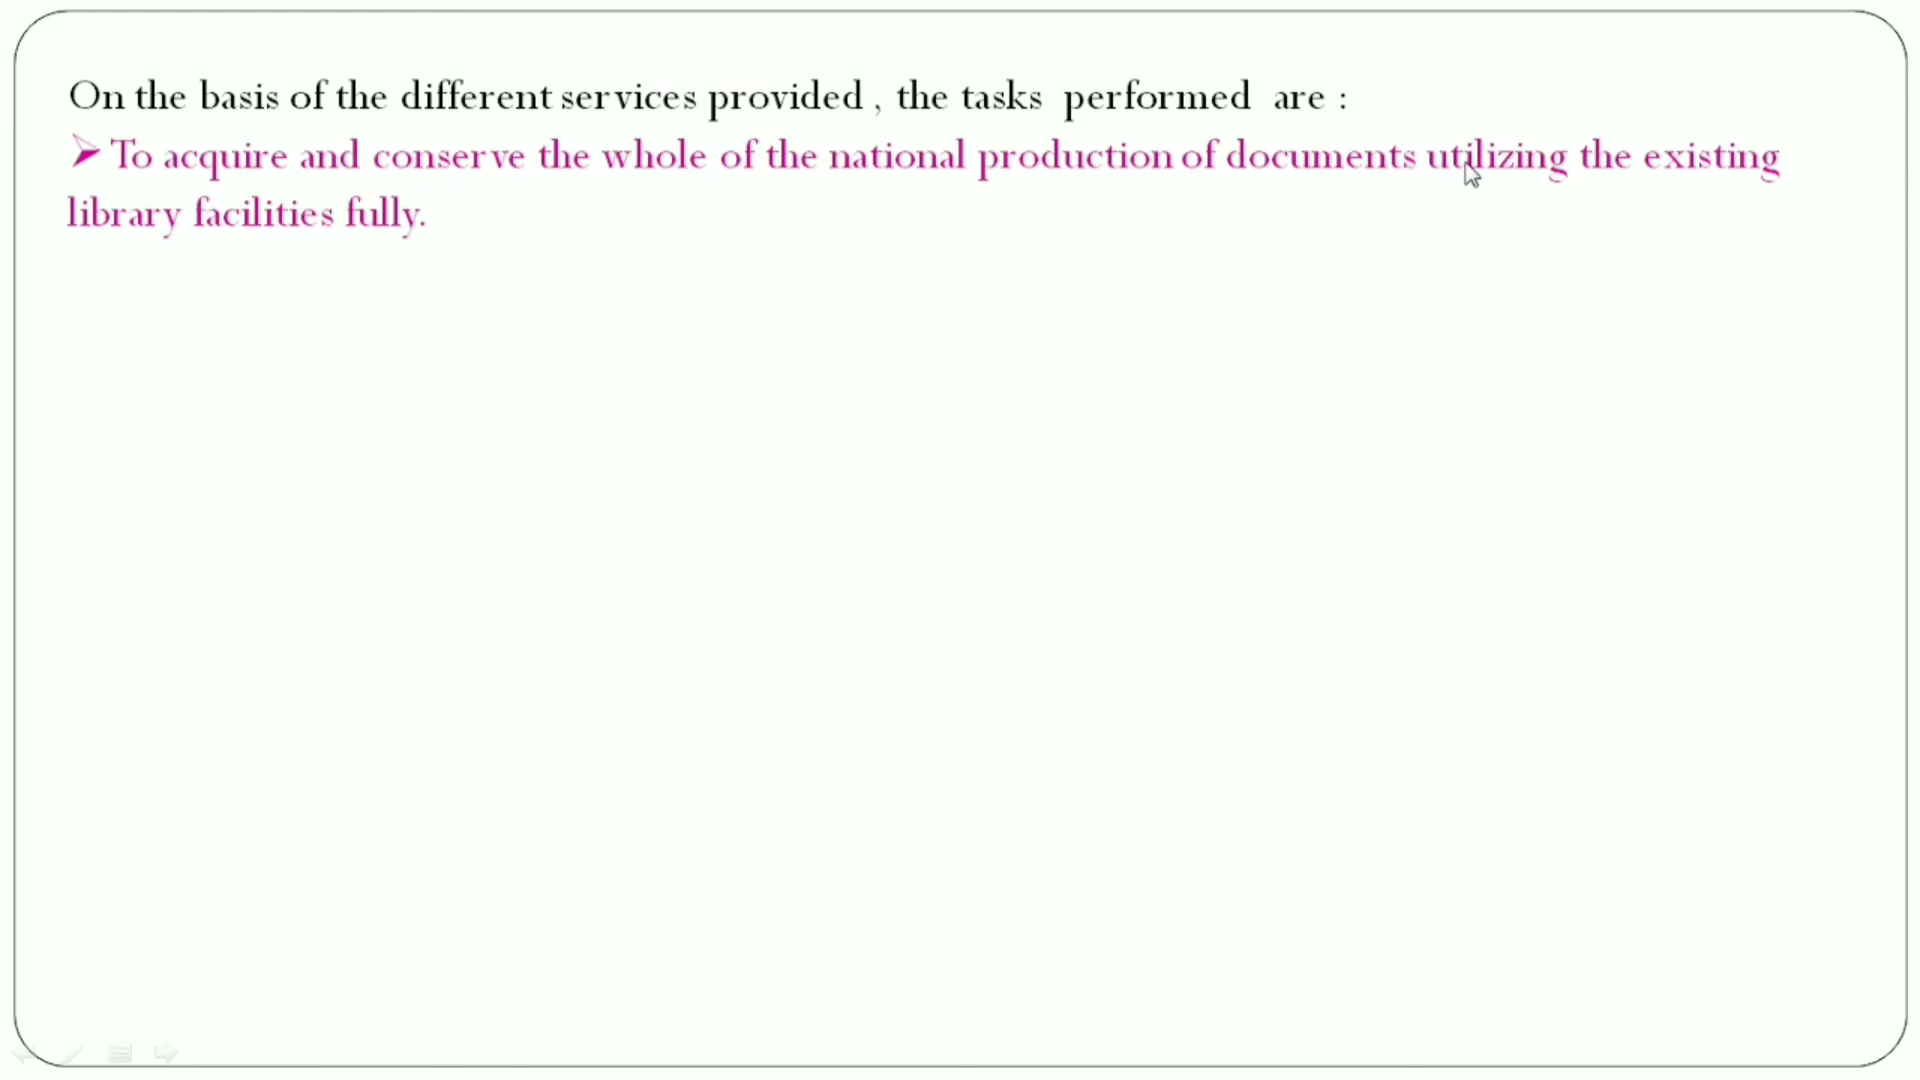 On the basis of the different services provided , the tasks performed are :
➢ To acquire and conserve the whole of the national production of documents utilizing the existing
library facilities fully.